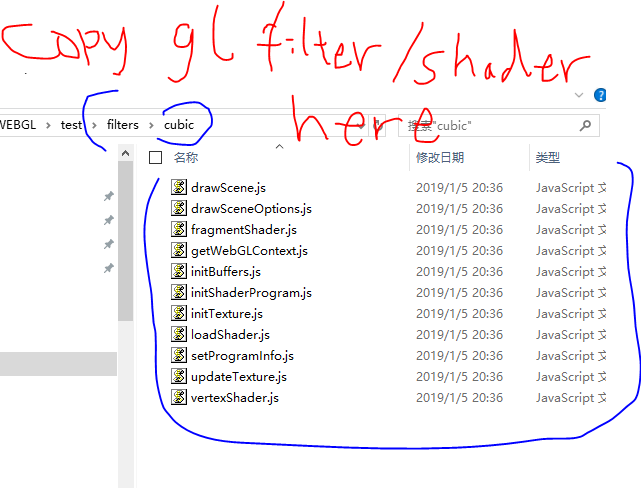 copy gl filter/shader
here
WEBGL > test > filters > cubic
搜索"cubic"
名称 修改日期 类型
drawScene.js 2019/1/5 20:36 JavaScript 文
drawSceneOptions.js 2019/1/5 20:36 JavaScript 文
fragmentShader.js 2019/1/5 20:36 JavaScript 文
getWebGLContext.js 2019/1/5 20:36 JavaScript 文
initBuffers.js 2019/1/5 20:36 JavaScript 文
initShaderProgram.js 2019/1/5 20:36 JavaScript 文
initTexture.js 2019/1/5 20:36 JavaScript 文
loadShader.js 2019/1/5 20:36 JavaScript 文
setProgramInfo.js 2019/1/5 20:36 JavaScript 文
updateTexture.js 2019/1/5 20:36 JavaScript 文
vertexShader.js 2019/1/5 20:36 JavaScript 文